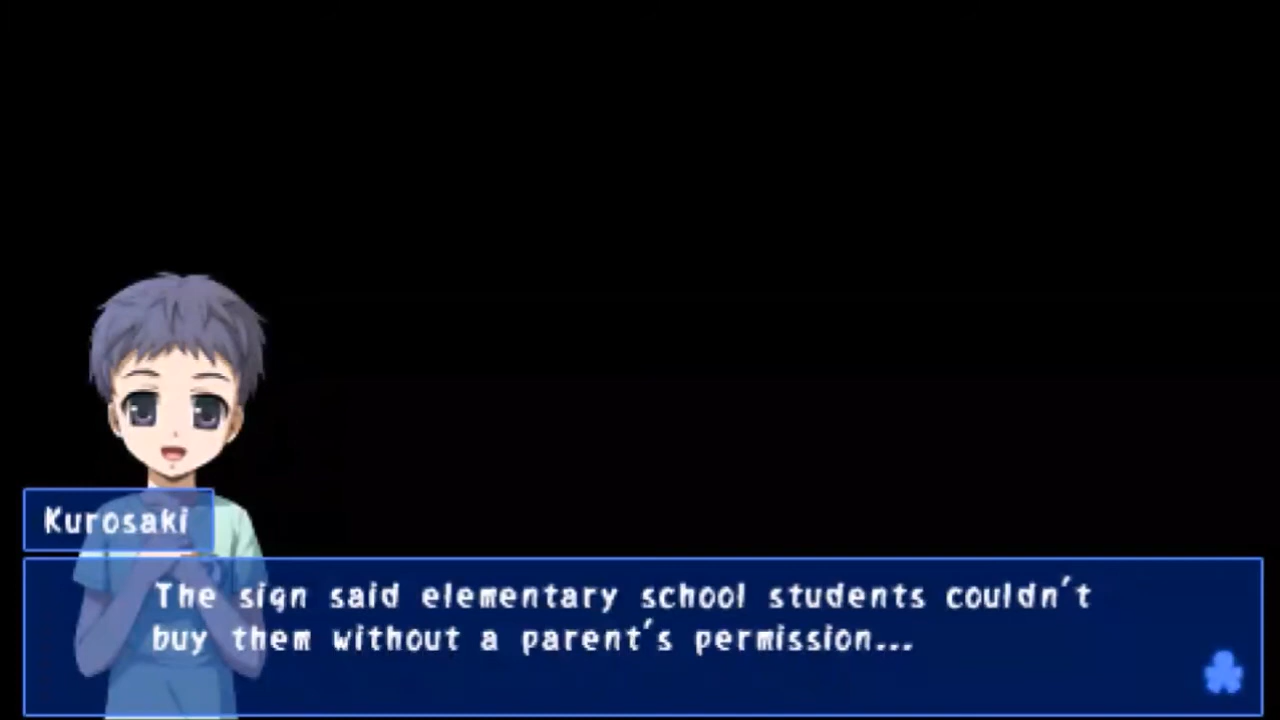 Kurosaki
The sign said elementary school students couldn't
buy them without a parent's permission...